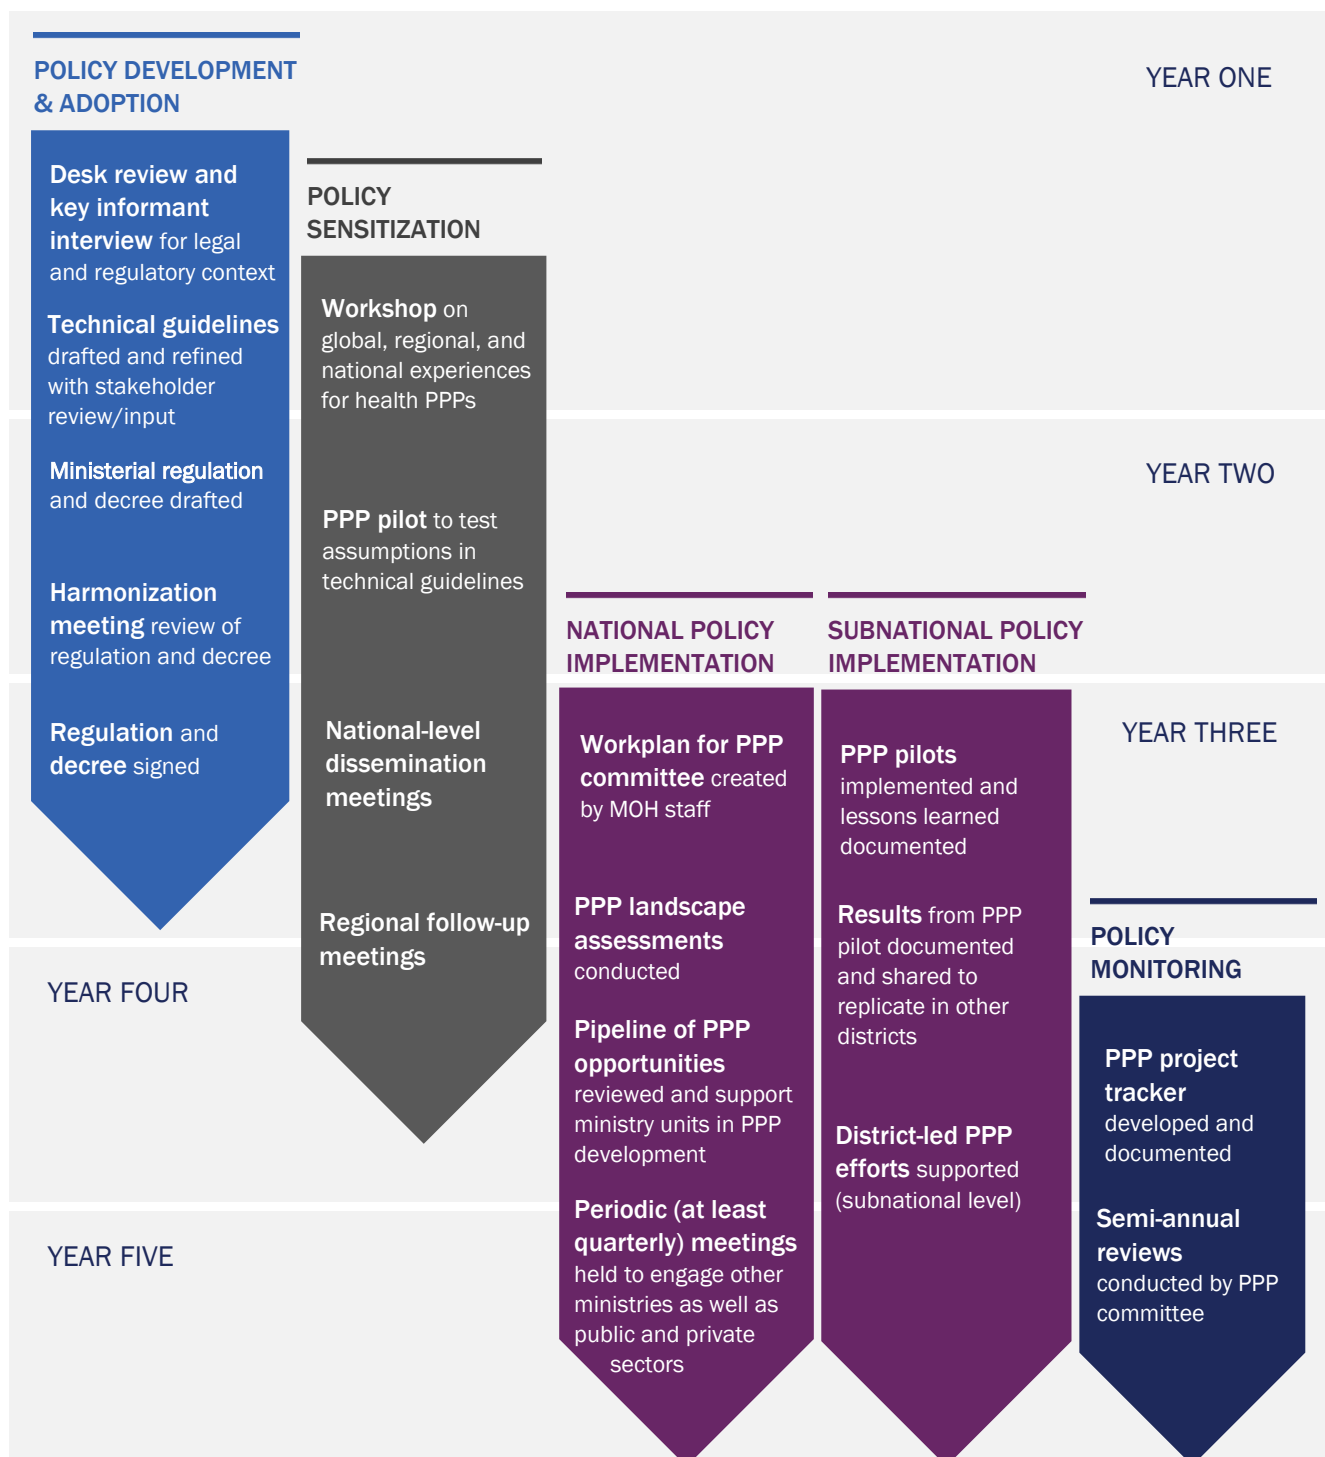 POLICY DEVELOPMENT
& ADOPTION
Desk review and
key informant
interview for legal
and regulatory context
Technical guidelines
drafted and refined
with stakeholder
review/input
Ministerial regulation
and decree drafted
Harmonization
meeting review of
regulation and decree
Regulation and
decree signed
POLICY
SENSITIZATION
Workshop on
global, regional, and
national experiences
for health PPPs
PPP pilot to test
assumptions in
technical guidelines
National-level
dissemination
meetings
Regional follow-up
meetings
NATIONAL POLICY
IMPLEMENTATION
Workplan for PPP
committee created
by MOH staff
PPP landscape
assessments
conducted
Pipeline of PPP
opportunities
reviewed and support
ministry units in PPP
development
Periodic (at least
quarterly) meetings
held to engage other
ministries as well as
public and private
sectors
SUBNATIONAL POLICY
IMPLEMENTATION
PPP pilots
implemented and
lessons learned
documented
Results from PPP
pilot documented
and shared to
replicate in other
districts
District-led PPP
efforts supported
(subnational level)
POLICY
MONITORING
PPP project
tracker
developed and
documented
Semi-annual
reviews
conducted by PPP
committee
YEAR ONE
YEAR TWO
YEAR THREE
YEAR FOUR
YEAR FIVE